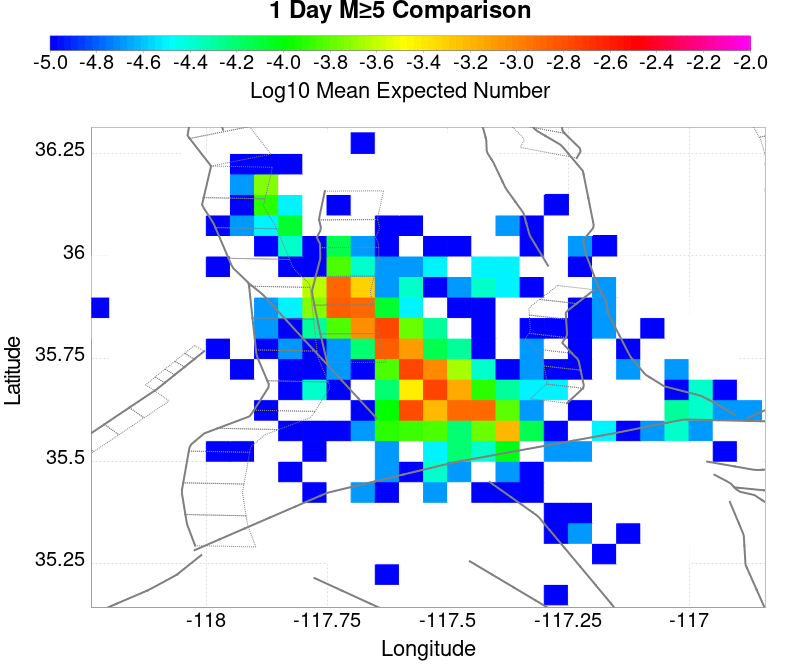 1 Day M≥5 Comparison
-5.0 -4.8 -4.6 -4.4 -4.2 -4.0 -3.8 -3.6 -3.4 -3.2 -3.0 -2.8 -2.6 -2.4 -2.2 -2.0
Log10 Mean Expected Number
36.25
36
35.75
35.5
35.25
Latitude
-118 -117.75 -117.5 -117.25 -117
Longitude